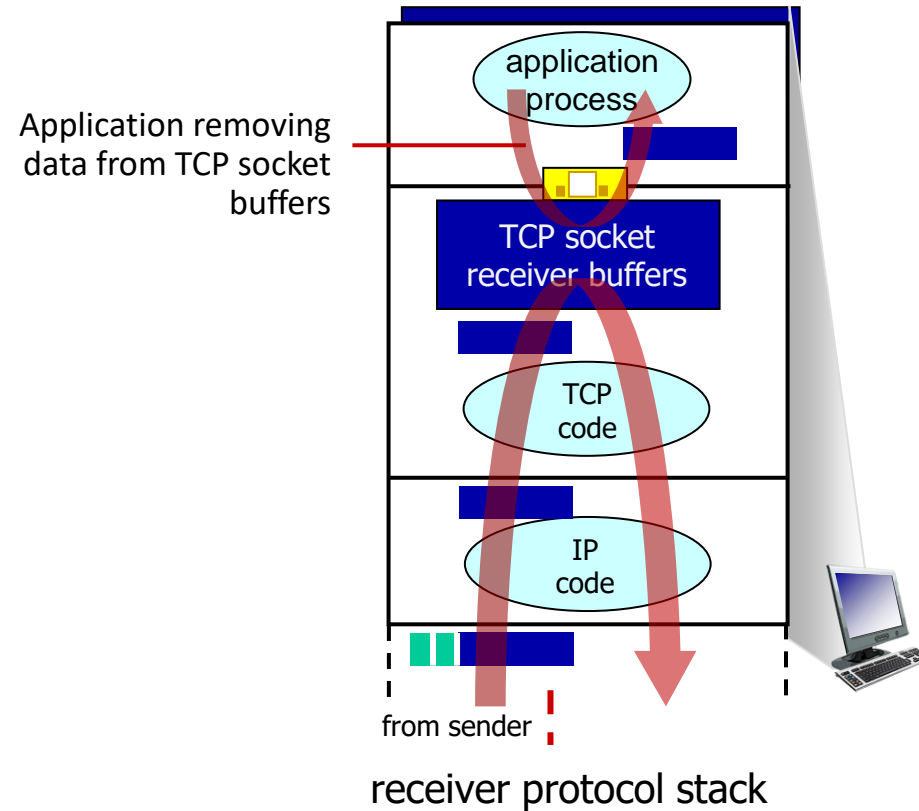 application
process
Application removing
data from TCP socket
buffers
TCP socket
receiver buffers
TCP
code
IP
code
from sender
receiver protocol stack